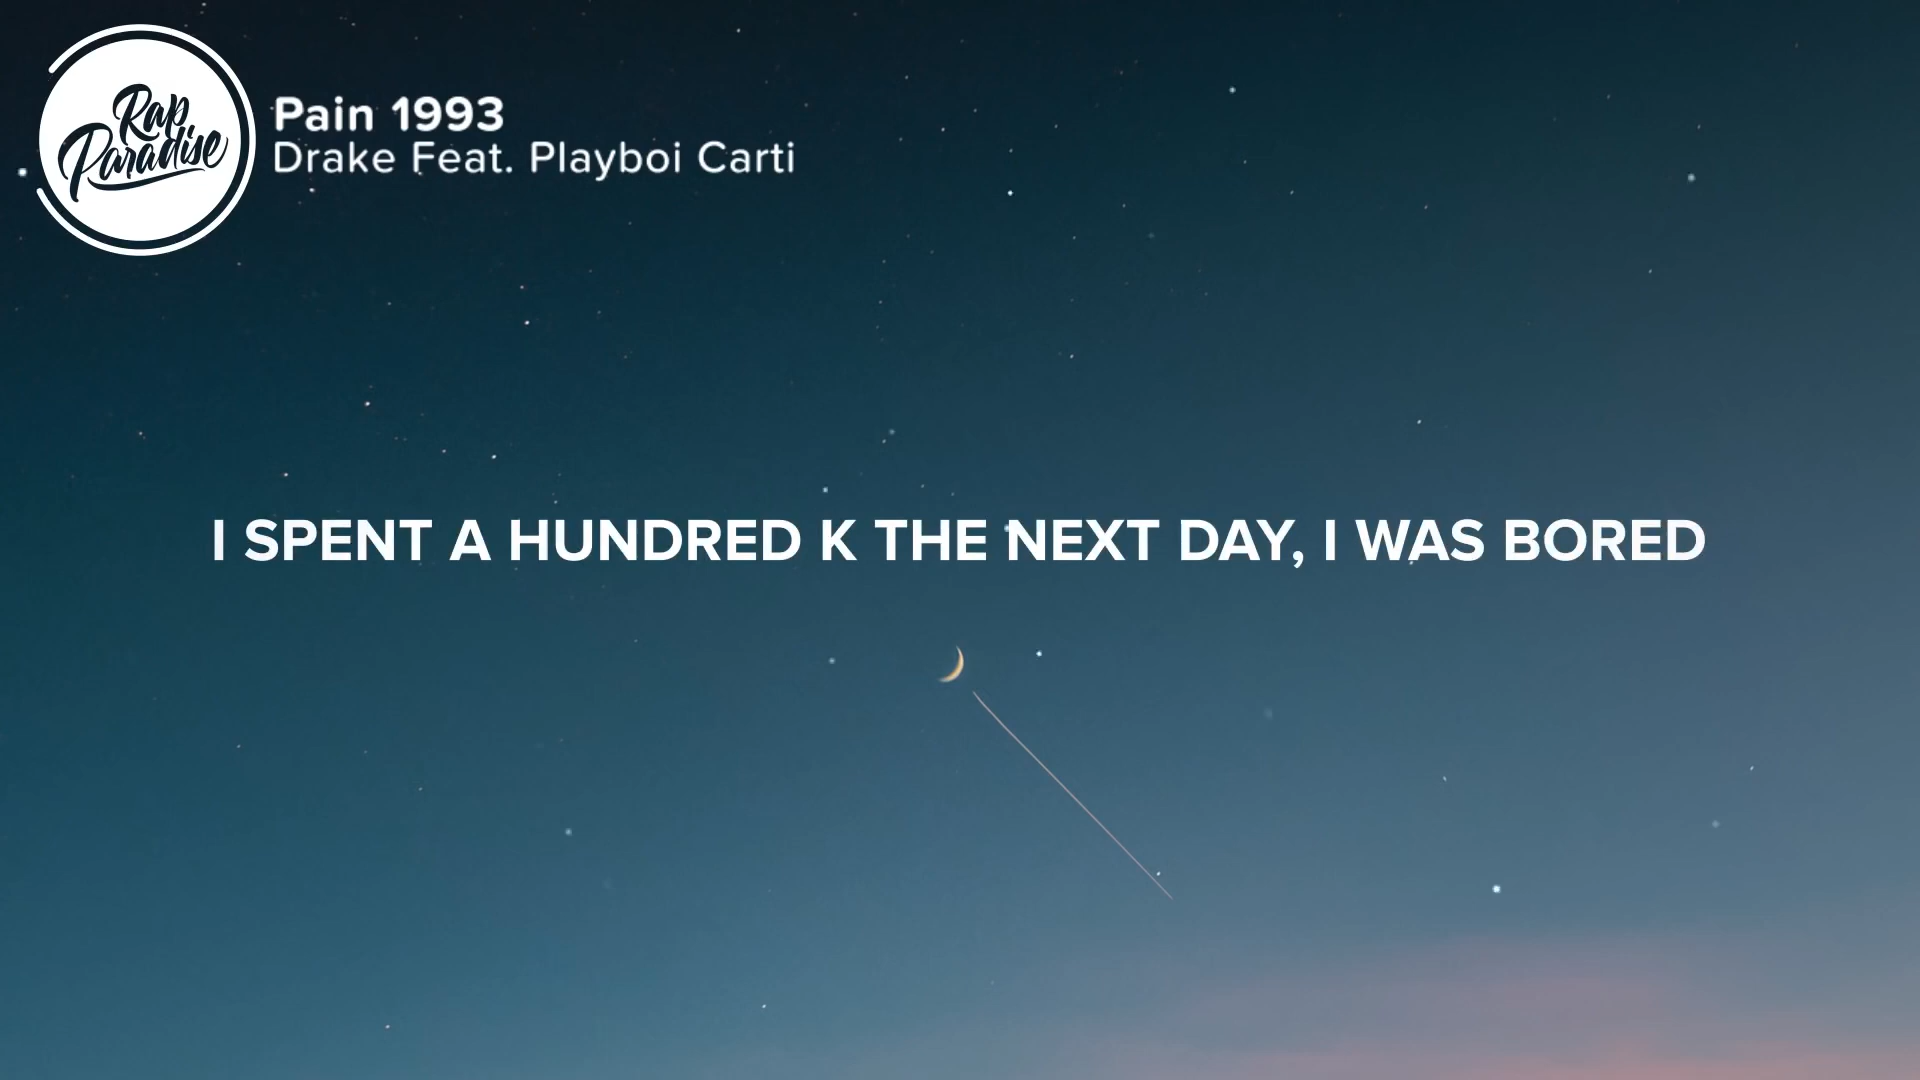 Rap
Paradise
Pain 1993
Drake Feat. Playboi Carti
I SPENT A HUNDRED K THE NEXT DAY, I WAS BORED